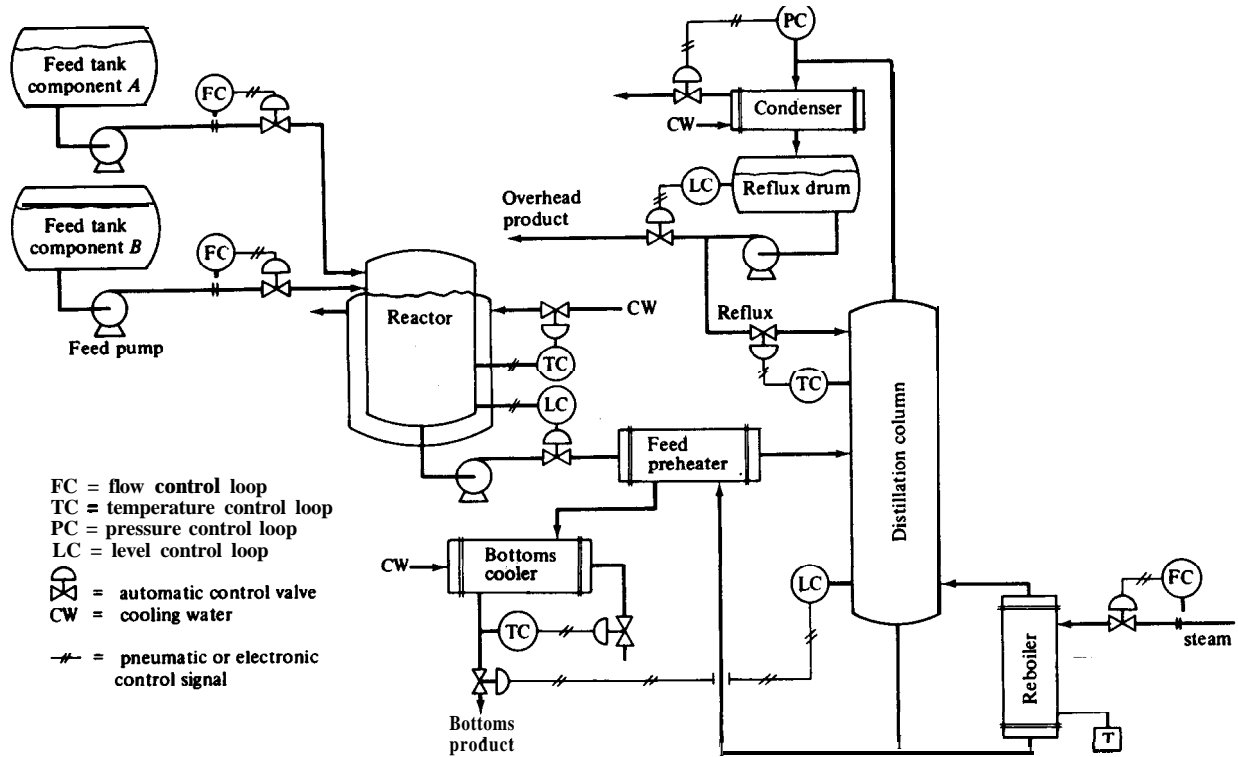 PC
Feed tank
component A
FC
Condenser
CW
Feed tank
component B
FC
LC
Reflux drum
Overhead
product
Reactor
CW
Reflux
Feed pump
TC
TC
LC
Feed
preheater
Distillation column
FC = flow control loop
TC = temperature control loop
PC = pressure control loop
LC = level control loop
= automatic control valve
CW = cooling water
= pneumatic or electronic
control signal
CW
Bottoms
cooler
LC
FC
TC
steam
Reboiler
Bottoms
product
T